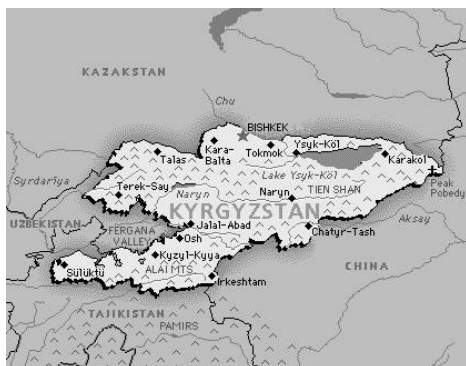 KAZAKSTAN
Chu
BISHKEK
Kara-
Balta
Tokmok
Ysyk-Köl
Talas
Karakol
Lake Ysyk-Köl
Syrdarīya
Terek-Say
Naryn
Naryn
TIEN SHAN
Peak
Pobedy
KYRGYZSTAN
UZBEKISTAN
Jalal-Abad
Aksay
FERGANA
VALLEY
Osh
Chatyr-Tash
Kyzyl-Kyya
CHINA
Sülüktü
ALAI MTS.
Irkeshtam
TAJIKISTAN
PAMIRS